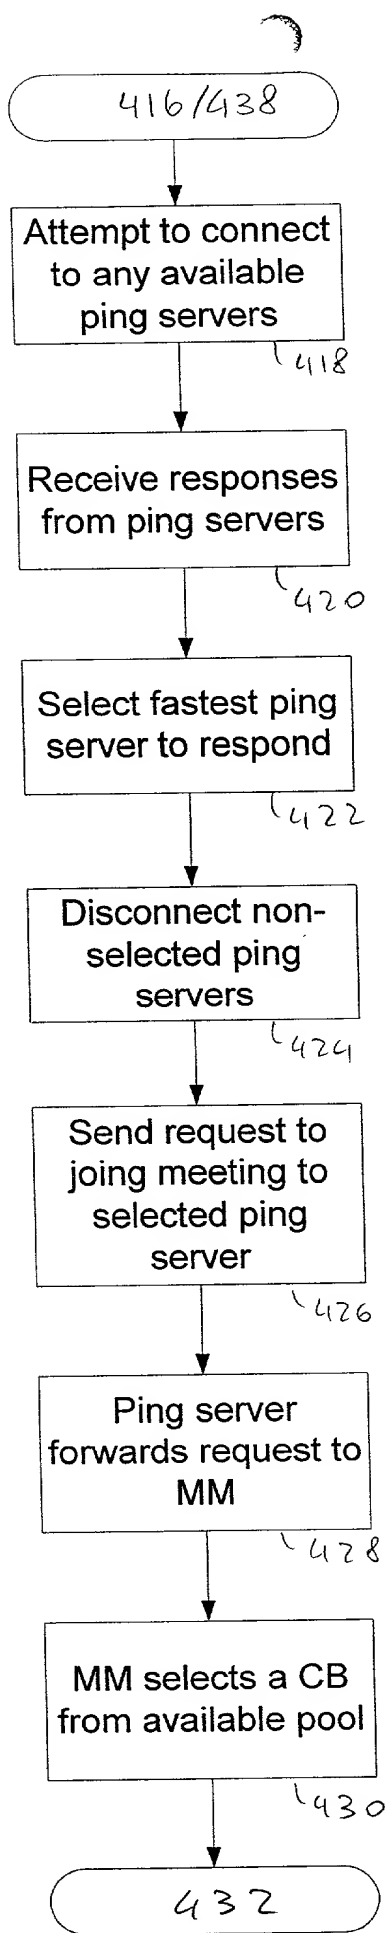 416/438
Attempt to connect
to any available
ping servers
418
Receive responses
from ping servers
420
Select fastest ping
server to respond
422
Disconnect non-
selected ping
servers
424
Send request to
joing meeting to
selected ping
server
426
Ping server
forwards request to
MM
428
MM selects a CB
from available pool
430
432